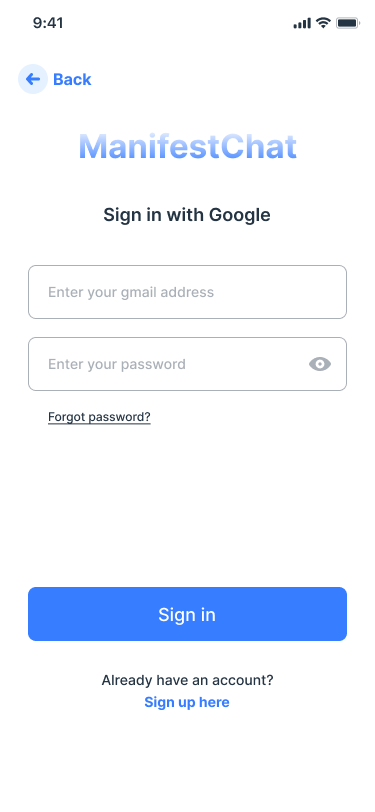 9:41
Back
ManifestChat
Sign in with Google
Enter your gmail address
Enter your password
Forgot password?
Sign in
Already have an account?
Sign up here